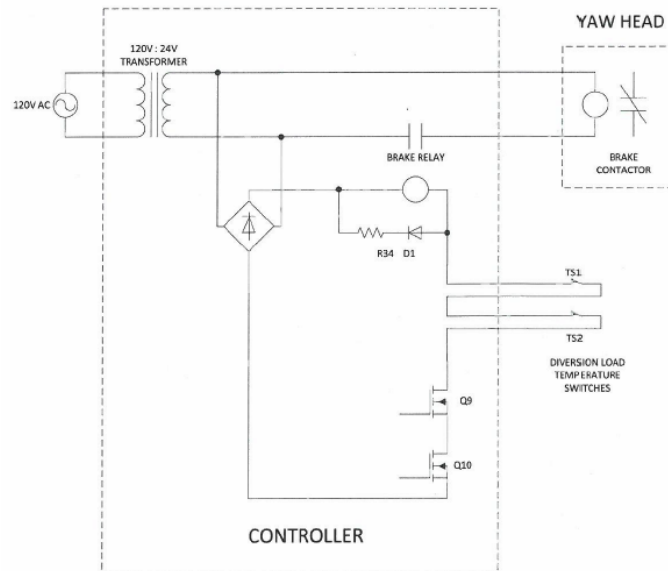 YAW HEAD
120V : 24V
TRANSFORMER
120V AC
BRAKE RELAY
BRAKE
CONTACTOR
R34 D1
TS1
TS2
DIVERSION LOAD
TEMPERATURE
SWITCHES
Q9
Q10
CONTROLLER